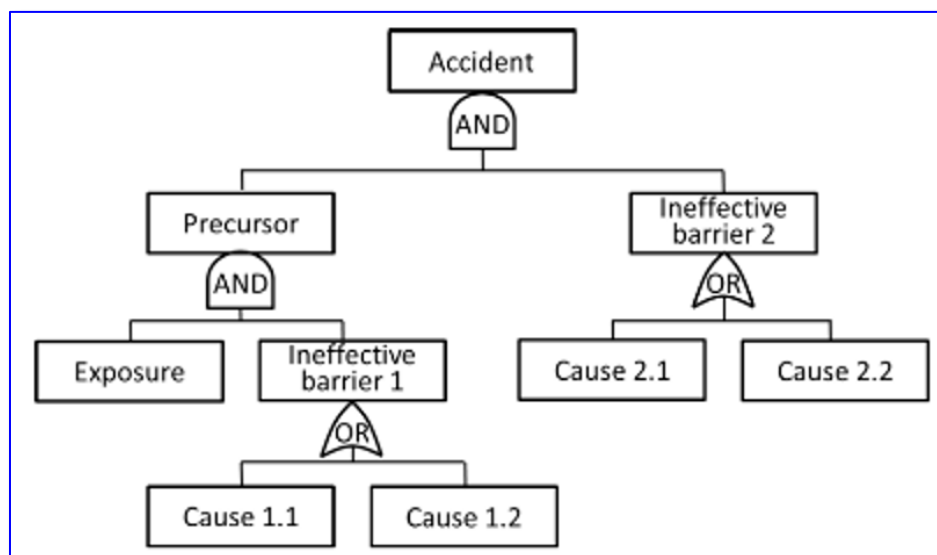 Accident
AND
Precursor
Ineffective
barrier 2
AND
OR
Exposure
Ineffective
barrier 1
Cause 2.1
Cause 2.2
OR
Cause 1.1
Cause 1.2